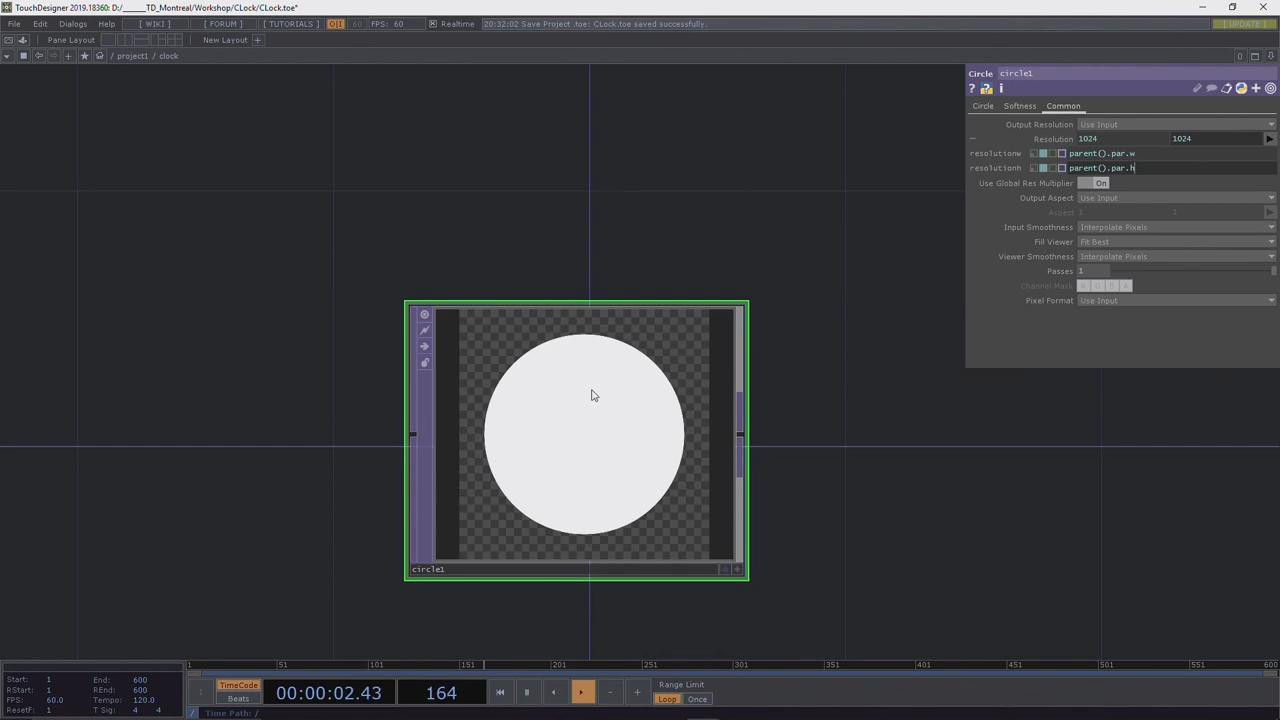 TouchDesigner 2019.18360: D:/______TD_Montreal/Workshop/CLock/CLock.toe*
File Edit Dialogs Help [ WIKI ] [ FORUM ] [ TUTORIALS ] O|I 60 FPS: 60 Realtime 20:32:02 Save Project .toe: CLock.toe saved successfully. [ UPDATE ]
Pane Layout New Layout +
/ project1 / clock
Circle circle1
? ? i
Circle Softness Common
Output Resolution Use Input
Resolution 1024 1024
resolutionw parent().par.w
resolutionh parent().par.h
Use Global Res Multiplier On
Output Aspect Use Input
Aspect 1 1
Input Smoothness Interpolate Pixels
Fill Viewer Fit Best
Viewer Smoothness Interpolate Pixels
Passes 1
Channel Mask R G B A
Pixel Format Use Input
circle1
1 51 101 151 201 251 301 351 401 451 501 551 600
Start: 1 End: 600
RStart: 1 REnd: 600
FPS: 60.0 Tempo: 120.0
ResetF: 1 T Sig: 4 4
TimeCode
Beats
00:00:02.43 164
Range Limit
Loop Once
/ Time Path: /